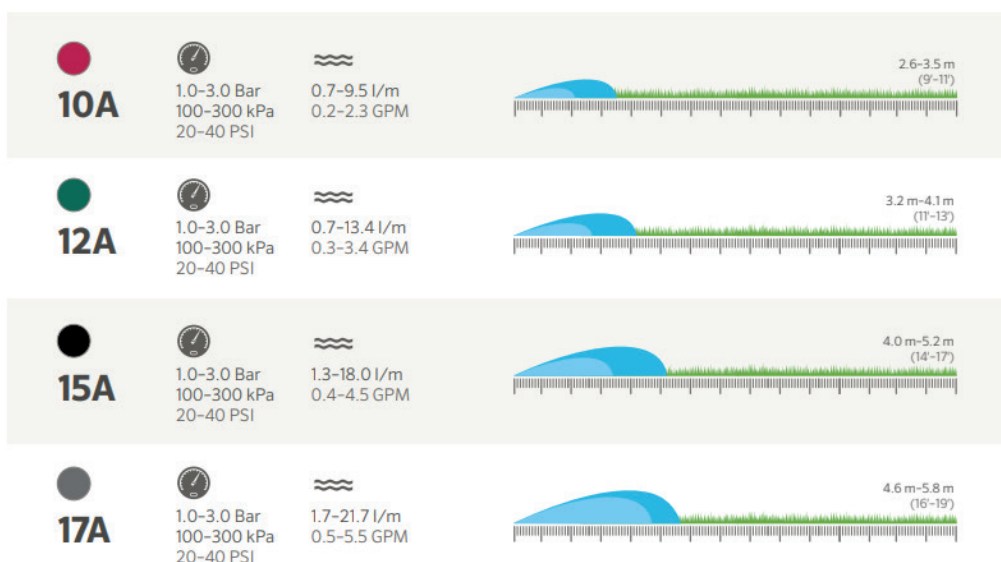 10A
1.0–3.0 Bar
100–300 kPa
20–40 PSI
0.7–9.5 l/m
0.2–2.3 GPM
2.6–3.5 m
(9'-11')
12A
1.0–3.0 Bar
100–300 kPa
20–40 PSI
0.7–13.4 l/m
0.3–3.4 GPM
3.2 m–4.1 m
(11'-13')
15A
1.0–3.0 Bar
100–300 kPa
20–40 PSI
1.3–18.0 l/m
0.4–4.5 GPM
4.0 m–5.2 m
(14'-17')
17A
1.0–3.0 Bar
100–300 kPa
20–40 PSI
1.7–21.7 l/m
0.5–5.5 GPM
4.6 m–5.8 m
(16'-19')